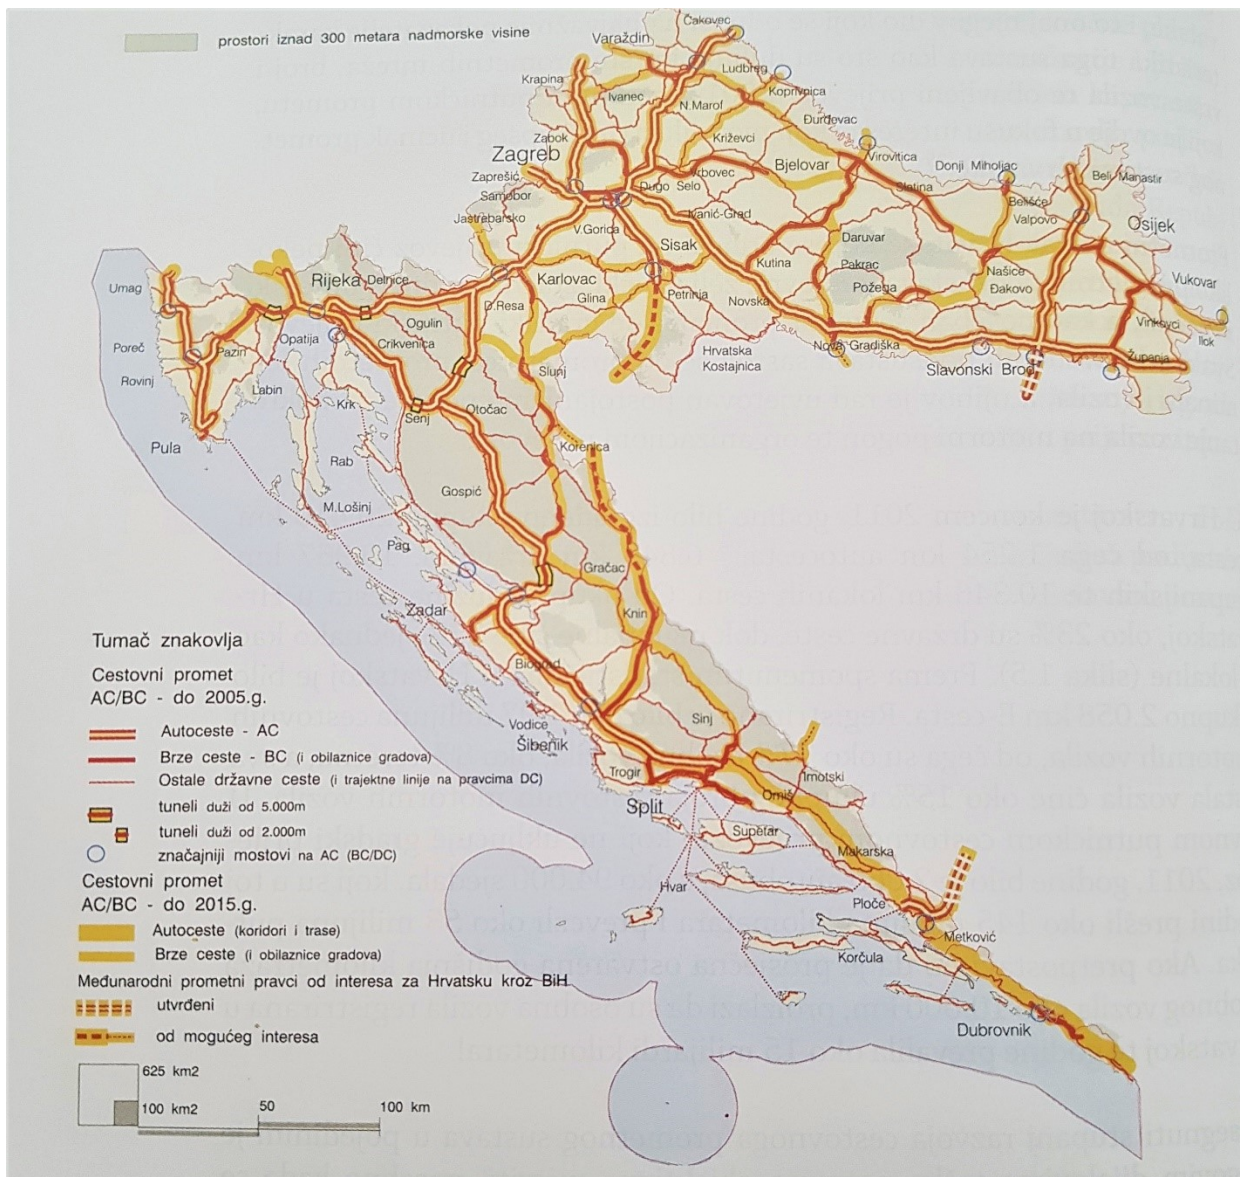 prostori iznad 300 metara nadmorske visine
Čakovec
Varaždin
Ludbreg
Krapina
Koprivnica
Ivanec
N.Marof
Đurđevac
Zabok
Križevci
Zagreb
Bjelovar
Virovitica
Donji Miholjac
Beli Manastir
Zaprešić
Vrbovec
Samobor
Dugo Selo
Slatina
Belišće
Valpovo
Osijek
Jastrebarsko
Ivanić-Grad
V.Gorica
Sisak
Daruvar
Rijeka
Delnice
Karlovac
Kutina
Pakrac
Našice
Umag
Petrinja
Požega
Đakovo
Vukovar
D.Resa
Glina
Novska
Ogulin
Vinkovci
Opatija
Crikvenica
Ilok
Poreč
Pazin
Hrvatska
Kostajnica
Nova Gradiška
Županja
Rovinj
Labin
Slunj
Slavonski Brod
Krk
Otočac
Senj
Pula
Korenica
Rab
Gospić
M.Lošinj
Pag
Gračac
Zadar
Knin
Tumač znakovlja
Biograd
Cestovni promet
AC/BC - do 2005.g.
Sinj
Vodice
Autoceste - AC
Šibenik
Brze ceste - BC (i obilaznice gradova)
Trogir
Imotski
Ostale državne ceste (i trajektne linije na pravcima DC)
Omiš
tuneli duži od 5.000m
Split
tuneli duži od 2.000m
Supetar
značajniji mostovi na AC (BC/DC)
Makarska
Cestovni promet
AC/BC - do 2015.g.
Hvar
Ploče
Autoceste (koridori i trase)
Metković
Brze ceste (i obilaznice gradova)
Korčula
Međunarodni prometni pravci od interesa za Hrvatsku kroz BiH
utvrđeni
Dubrovnik
od mogućeg interesa
625 km2
100 km2
50
100 km